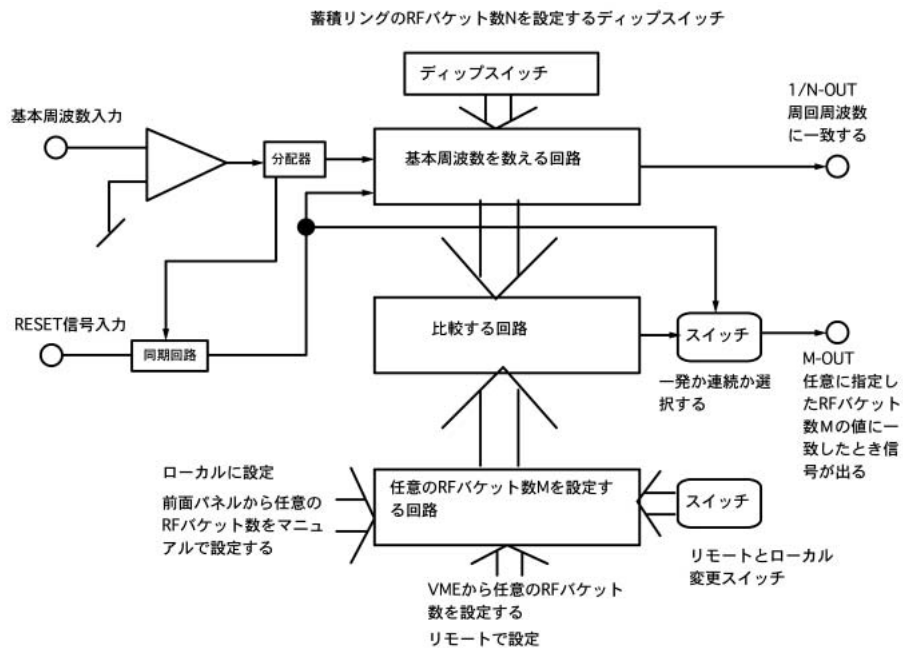 蓄積リングのRFバケット数Nを設定するディップスイッチ
ディップスイッチ
1/N-OUT
周回周波数
に一致する
基本周波数入力
分配器
基本周波数を数える回路
RESET信号入力
同期回路
比較する回路
スイッチ
一発か連続か選
択する
M-OUT
任意に指定し
たRFバケット
数Mの値に一
致したとき信
号が出る
ローカルに設定
前面パネルから任意の
RFバケット数をマニュ
アルで設定する
任意のRFバケット数Mを設定す
る回路
スイッチ
リモートとローカル
変更スイッチ
VMEから任意のRFバケット
数を設定する
リモートで設定